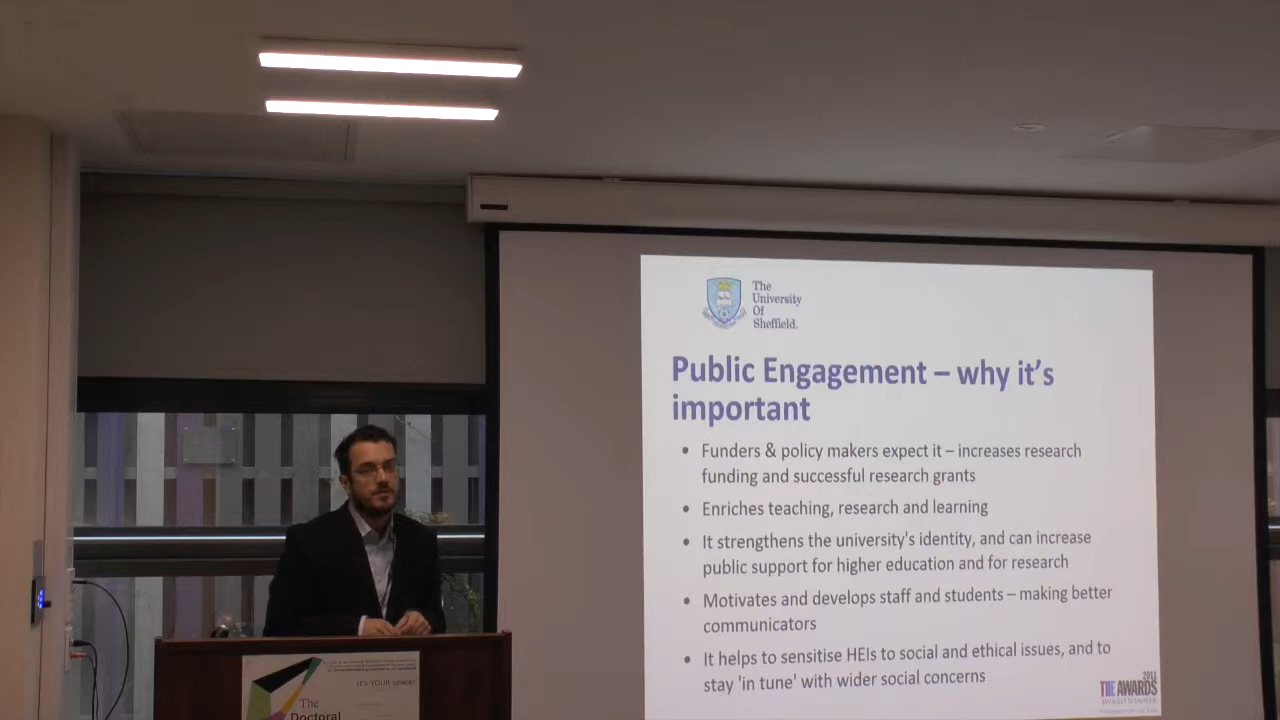 The
University
Of
Sheffield.
Public Engagement – why it's
important
• Funders & policy makers expect it – increases research
funding and successful research grants
• Enriches teaching, research and learning
• It strengthens the university's identity, and can increase
public support for higher education and for research
• Motivates and develops staff and students – making better
communicators
• It helps to sensitise HEIs to social and ethical issues, and to
stay 'in tune' with wider social concerns
2011
THE AWARDS
AWARD WINNER
It's YOUR space!
The
Doctoral